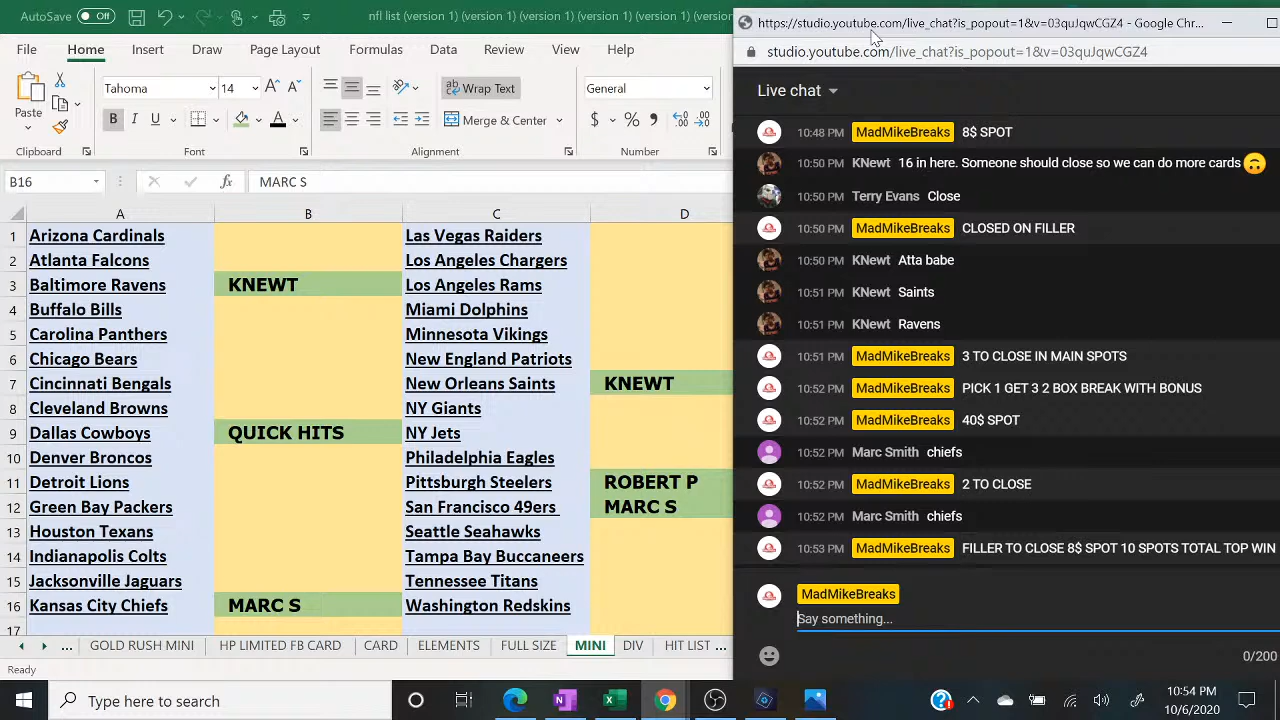 AutoSave Off
nfl list (version 1) (version 1) (version 1) (version 1) (ver
https://studio.youtube.com/live_chat?is_popout=1&v=03quJqwCGZ4 - Google Chr...
studio.youtube.com/live_chat?is_popout=1&v=03quJqwCGZ4
File Home Insert Draw Page Layout Formulas Data Review View
Paste
Tahoma 14
B I U
ab Wrap Text
Merge & Center
General
$ % 
Clipboard Font Alignment Number
B16 fx MARC S
A B C D
1 Arizona Cardinals Las Vegas Raiders
2 Atlanta Falcons Los Angeles Chargers
3 Baltimore Ravens KNEWT Los Angeles Rams
4 Buffalo Bills Miami Dolphins
5 Carolina Panthers Minnesota Vikings
6 Chicago Bears New England Patriots
7 Cincinnati Bengals New Orleans Saints KNEWT
8 Cleveland Browns NY Giants
9 Dallas Cowboys QUICK HITS NY Jets
10 Denver Broncos Philadelphia Eagles
11 Detroit Lions Pittsburgh Steelers ROBERT P
12 Green Bay Packers San Francisco 49ers MARC S
13 Houston Texans Seattle Seahawks
14 Indianapolis Colts Tampa Bay Buccaneers
15 Jacksonville Jaguars Tennessee Titans
16 Kansas City Chiefs MARC S Washington Redskins
17
... GOLD RUSH MINI HP LIMITED FB CARD CARD ELEMENTS FULL SIZE MINI DIV HIT LIST ...
Ready
Live chat
10:48 PM MadMikeBreaks 8$ SPOT
10:50 PM KNewt 16 in here. Someone should close so we can do more cards
10:50 PM Terry Evans Close
10:50 PM MadMikeBreaks CLOSED ON FILLER
10:50 PM KNewt Atta babe
10:51 PM KNewt Saints
10:51 PM KNewt Ravens
10:51 PM MadMikeBreaks 3 TO CLOSE IN MAIN SPOTS
10:52 PM MadMikeBreaks PICK 1 GET 3 2 BOX BREAK WITH BONUS
10:52 PM MadMikeBreaks 40$ SPOT
10:52 PM Marc Smith chiefs
10:52 PM MadMikeBreaks 2 TO CLOSE
10:52 PM Marc Smith chiefs
10:53 PM MadMikeBreaks FILLER TO CLOSE 8$ SPOT 10 SPOTS TOTAL TOP WIN
MadMikeBreaks
Say something...
0/200
Type here to search
10:54 PM
10/6/2020